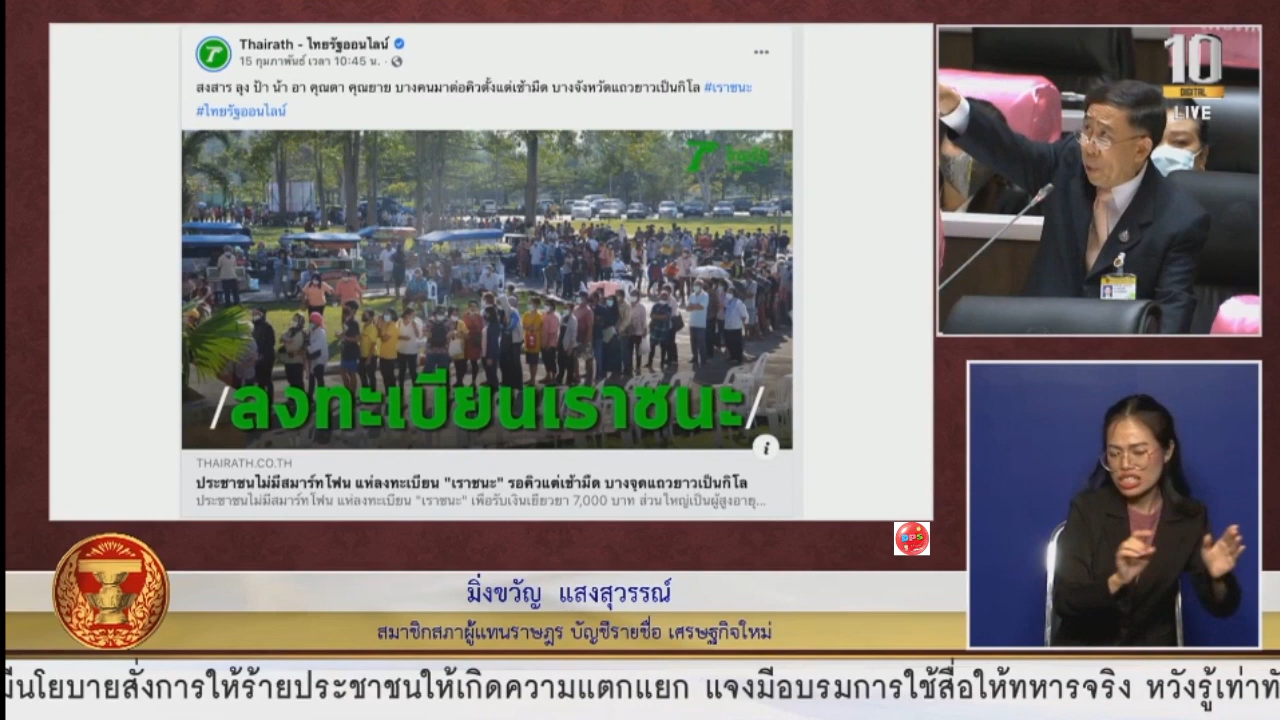 Thairath - ไทยรัฐออนไลน์
15 กุมภาพันธ์ เวลา 10:45 น. ·
สงสาร ลุง ป้า น้า อา คุณตา คุณยาย บางคนมาต่อคิวตั้งแต่เช้ามืด บางจังหวัดแถวยาวเป็นกิโล #เราชนะ
#ไทยรัฐออนไลน์
/ลงทะเบียนเราชนะ/
THAIRATH.CO.TH
ประชาชนไม่มีสมาร์ทโฟน แห่ลงทะเบียน "เราชนะ" รอคิวแต่เช้ามืด บางจุดแถวยาวเป็นกิโล
ประชาชนไม่มีสมาร์ทโฟน แห่ลงทะเบียน "เราชนะ" เพื่อรับเงินเยียวยา 7,000 บาท ส่วนใหญ่เป็นผู้สูงอายุ...
10
DIGITAL
LIVE
DPS
มิ่งขวัญ แสงสุวรรณ์
สมาชิกสภาผู้แทนราษฎร บัญชีรายชื่อ เศรษฐกิจใหม่
มีนโยบายสั่งการให้ร้ายประชาชนให้เกิดความแตกแยก แจงมีอบรมการใช้สื่อให้ทหารจริง หวังรู้เท่าทั